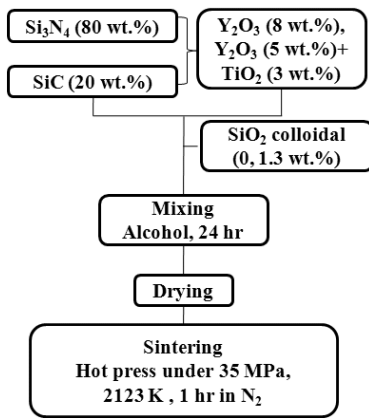 Si₃N₄ (80 wt.%)
SiC (20 wt.%)
Y₂O₃ (8 wt.%),
Y₂O₃ (5 wt.%)+
TiO₂ (3 wt.%)
SiO₂ colloidal
(0, 1.3 wt.%)
Mixing
Alcohol, 24 hr
Drying
Sintering
Hot press under 35 MPa,
2123 K , 1 hr in N₂